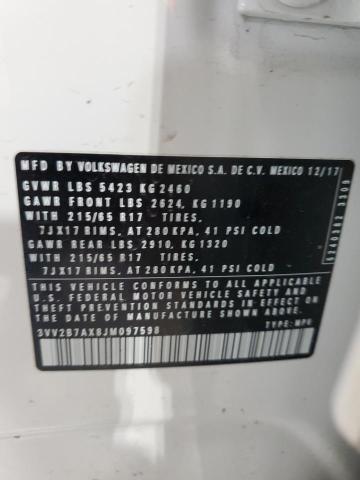 MFD BY VOLKSWAGEN DE MEXICO S.A. DE C.V. MEXICO 12/17
GVWR LBS 5423 KG 2460
GAWR FRONT LBS 2624, KG 1190
WITH 215/65 R17 TIRES,
7JX17 RIMS, AT 280 KPA, 41 PSI COLD
GAWR REAR LBS 2910, KG 1320
WITH 215/65 R17 TIRES,
7JX17 RIMS, AT 280 KPA, 41 PSI COLD
THIS VEHICLE CONFORMS TO ALL APPLICABLE
U.S. FEDERAL MOTOR VEHICLE SAFETY AND
THEFT PREVENTION STANDARDS IN EFFECT ON
THE DATE OF MANUFACTURE SHOWN ABOVE.
3VV2B7AX8JM097598
TYPE: MPV